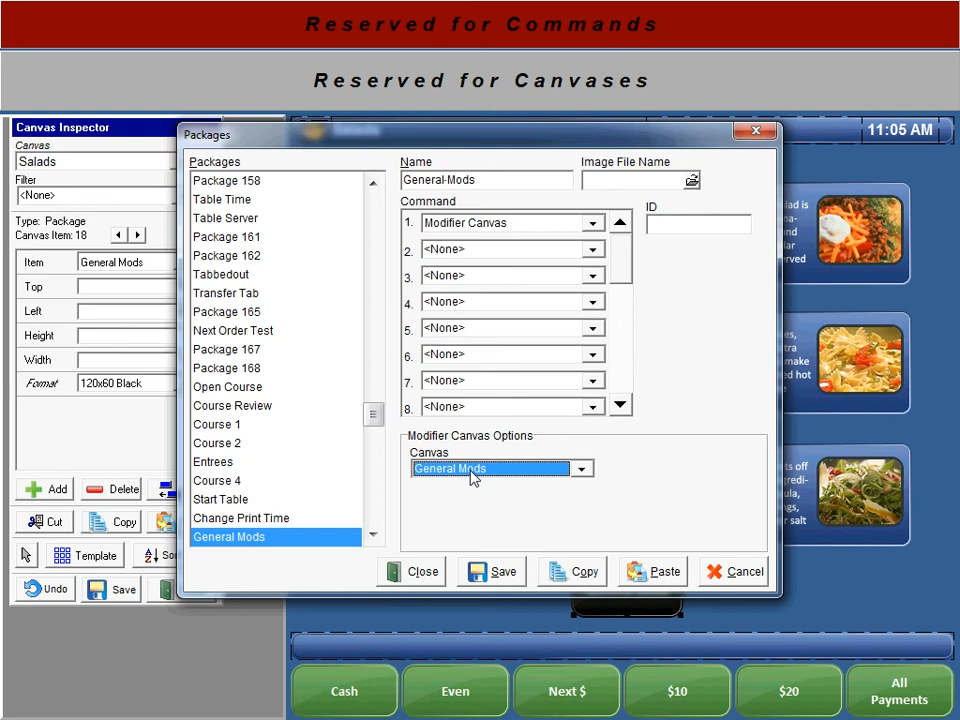 Reserved for Commands
Reserved for Canvases
Canvas Inspector
Canvas
Salads
Filter
<None>
Type: Package
Canvas Item: 18
Item General Mods
Top
Left
Height
Width
Format 120x60 Black
Add Delete
Cut Copy
Template
Undo Save
Packages
Packages
Package 158
Table Time
Table Server
Package 161
Package 162
Tabbedout
Transfer Tab
Package 165
Next Order Test
Package 167
Package 168
Open Course
Course Review
Course 1
Course 2
Entrees
Course 4
Start Table
Change Print Time
General Mods
Name
General-Mods
Image File Name
Command
ID
1. Modifier Canvas
2. <None>
3. <None>
4. <None>
5. <None>
6. <None>
7. <None>
8. <None>
Modifier Canvas Options
Canvas
General Mods
Close Save Copy Paste Cancel
Salads
11:05 AM
Cash Even Next $ $10 $20 All
Payments